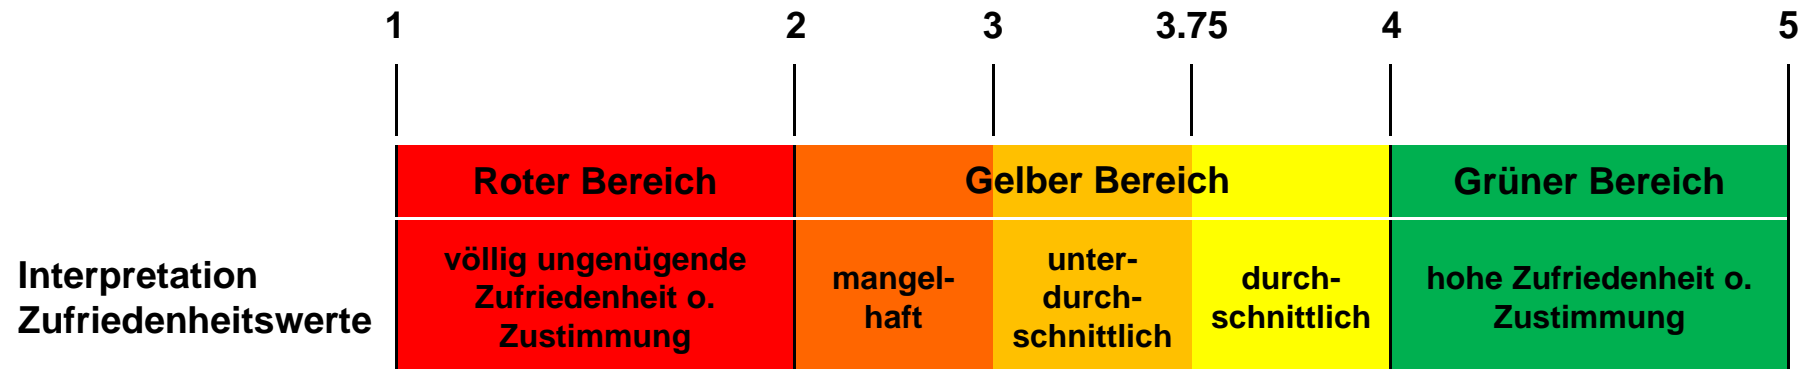 1 2 3 3.75 4 5
Roter Bereich Gelber Bereich Grüner Bereich
Interpretation
Zufriedenheitswerte
völlig ungenügende
Zufriedenheit o.
Zustimmung
mangel-
haft
unter-
durch-
schnittlich
durch-
schnittlich
hohe Zufriedenheit o.
Zustimmung